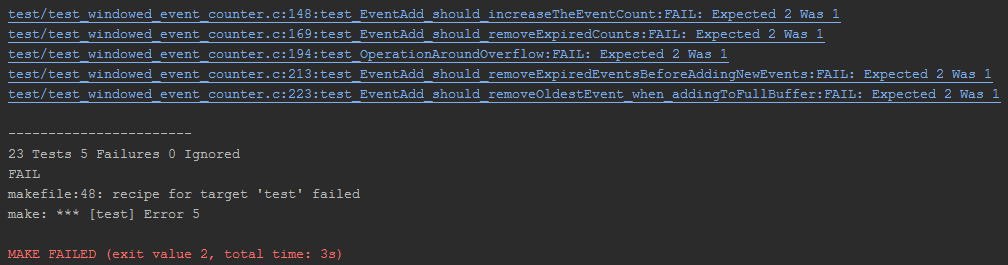 test/test_windowed_event_counter.c:148:test_EventAdd_should_increaseTheEventCount:FAIL: Expected 2 Was 1
test/test_windowed_event_counter.c:169:test_EventAdd_should_removeExpiredCounts:FAIL: Expected 2 Was 1
test/test_windowed_event_counter.c:194:test_OperationAroundOverflow:FAIL: Expected 2 Was 1
test/test_windowed_event_counter.c:213:test_EventAdd_should_removeExpiredEventsBeforeAddingNewEvents:FAIL: Expected 2 Was 1
test/test_windowed_event_counter.c:223:test_EventAdd_should_removeOldestEvent_when_addingToFullBuffer:FAIL: Expected 2 Was 1
-----------------------
23 Tests 5 Failures 0 Ignored
FAIL
makefile:48: recipe for target 'test' failed
make: *** [test] Error 5
MAKE FAILED (exit value 2, total time: 3s)